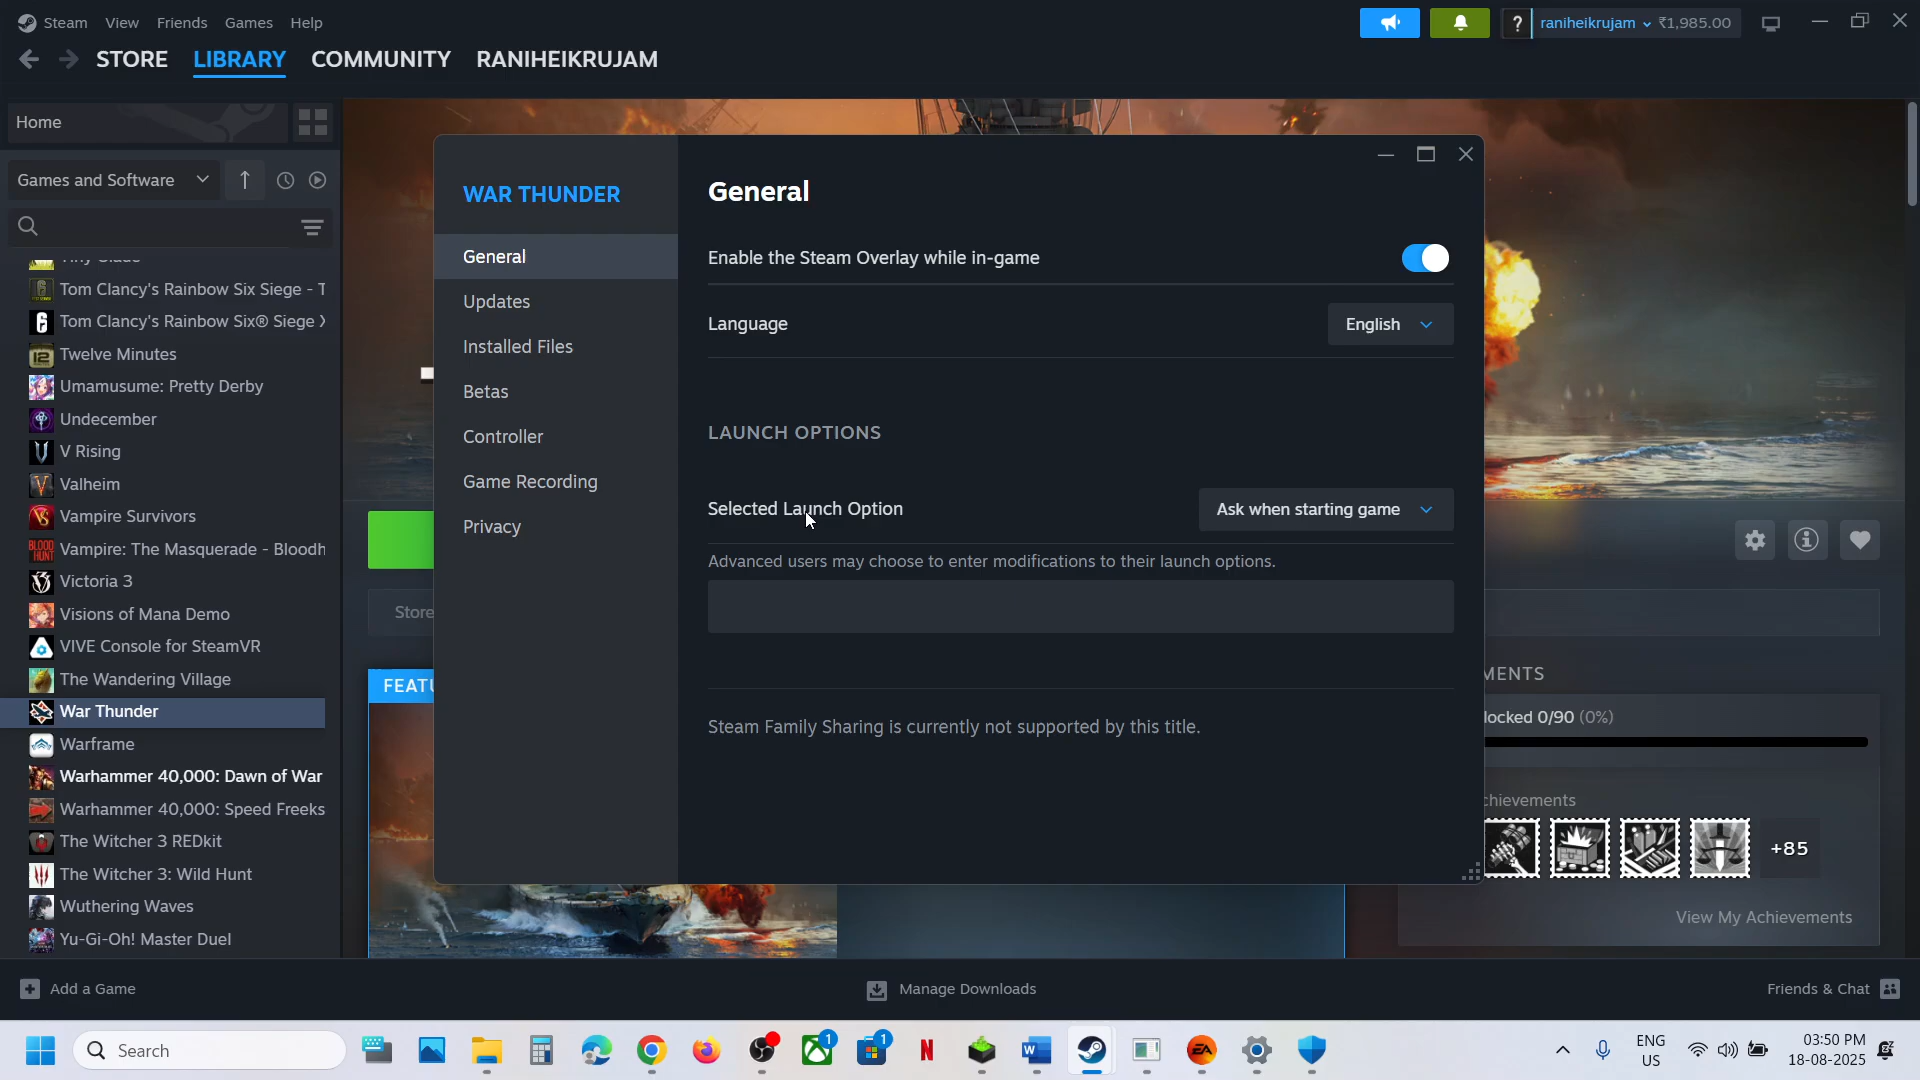 Steam View Friends Games Help
? raniheikrujam ₹1,985.00
STORE LIBRARY COMMUNITY RANIHEIKRUJAM
Home
Games and Software
Tom Clancy's Rainbow Six Siege - T
Tom Clancy's Rainbow Six® Siege X
Twelve Minutes
Umamusume: Pretty Derby
Undecember
V Rising
Valheim
Vampire Survivors
Vampire: The Masquerade - Bloodh
Victoria 3
Visions of Mana Demo
VIVE Console for SteamVR
The Wandering Village
War Thunder
Warframe
Warhammer 40,000: Dawn of War
Warhammer 40,000: Speed Freeks
The Witcher 3 REDkit
The Witcher 3: Wild Hunt
Wuthering Waves
Yu-Gi-Oh! Master Duel
WAR THUNDER
General
Updates
Installed Files
Betas
Controller
Game Recording
Privacy
General
Enable the Steam Overlay while in-game
Language English
LAUNCH OPTIONS
Selected Launch Option Ask when starting game
Advanced users may choose to enter modifications to their launch options.
Steam Family Sharing is currently not supported by this title.
Store
FEATU
MENTS
locked 0/90 (0%)
chievements
+85
View My Achievements
Add a Game
Manage Downloads
Friends & Chat
Search
1
1
ENG
US
03:50 PM
18-08-2025